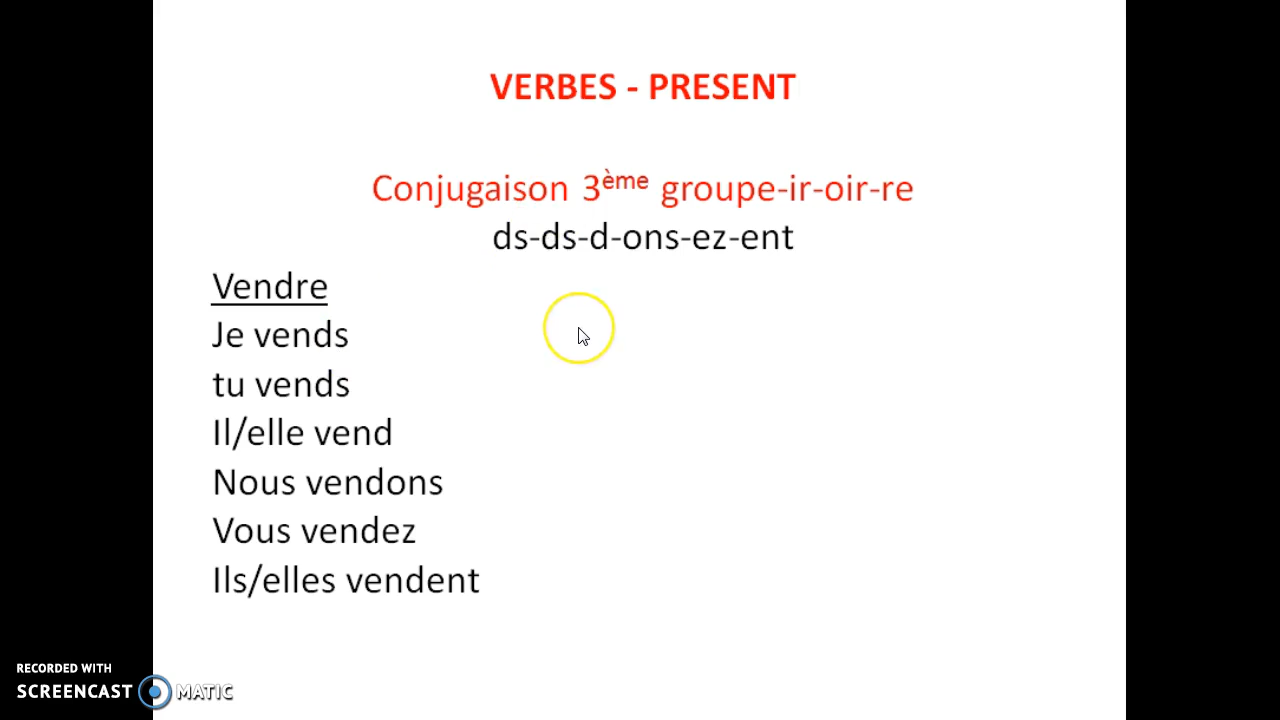 VERBES - PRESENT
Conjugaison 3ème groupe-ir-oir-re
ds-ds-d-ons-ez-ent
Vendre
Je vends
tu vends
Il/elle vend
Nous vendons
Vous vendez
Ils/elles vendent
RECORDED WITH
SCREENCAST MATIC